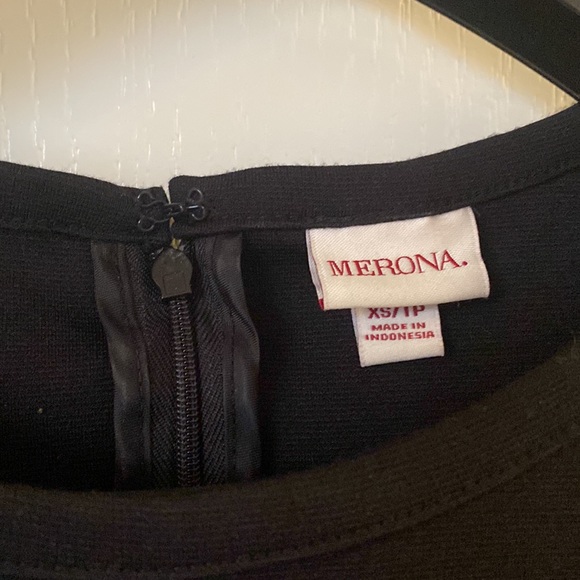 MERONA.
XS/TP
MADE IN
INDONESIA